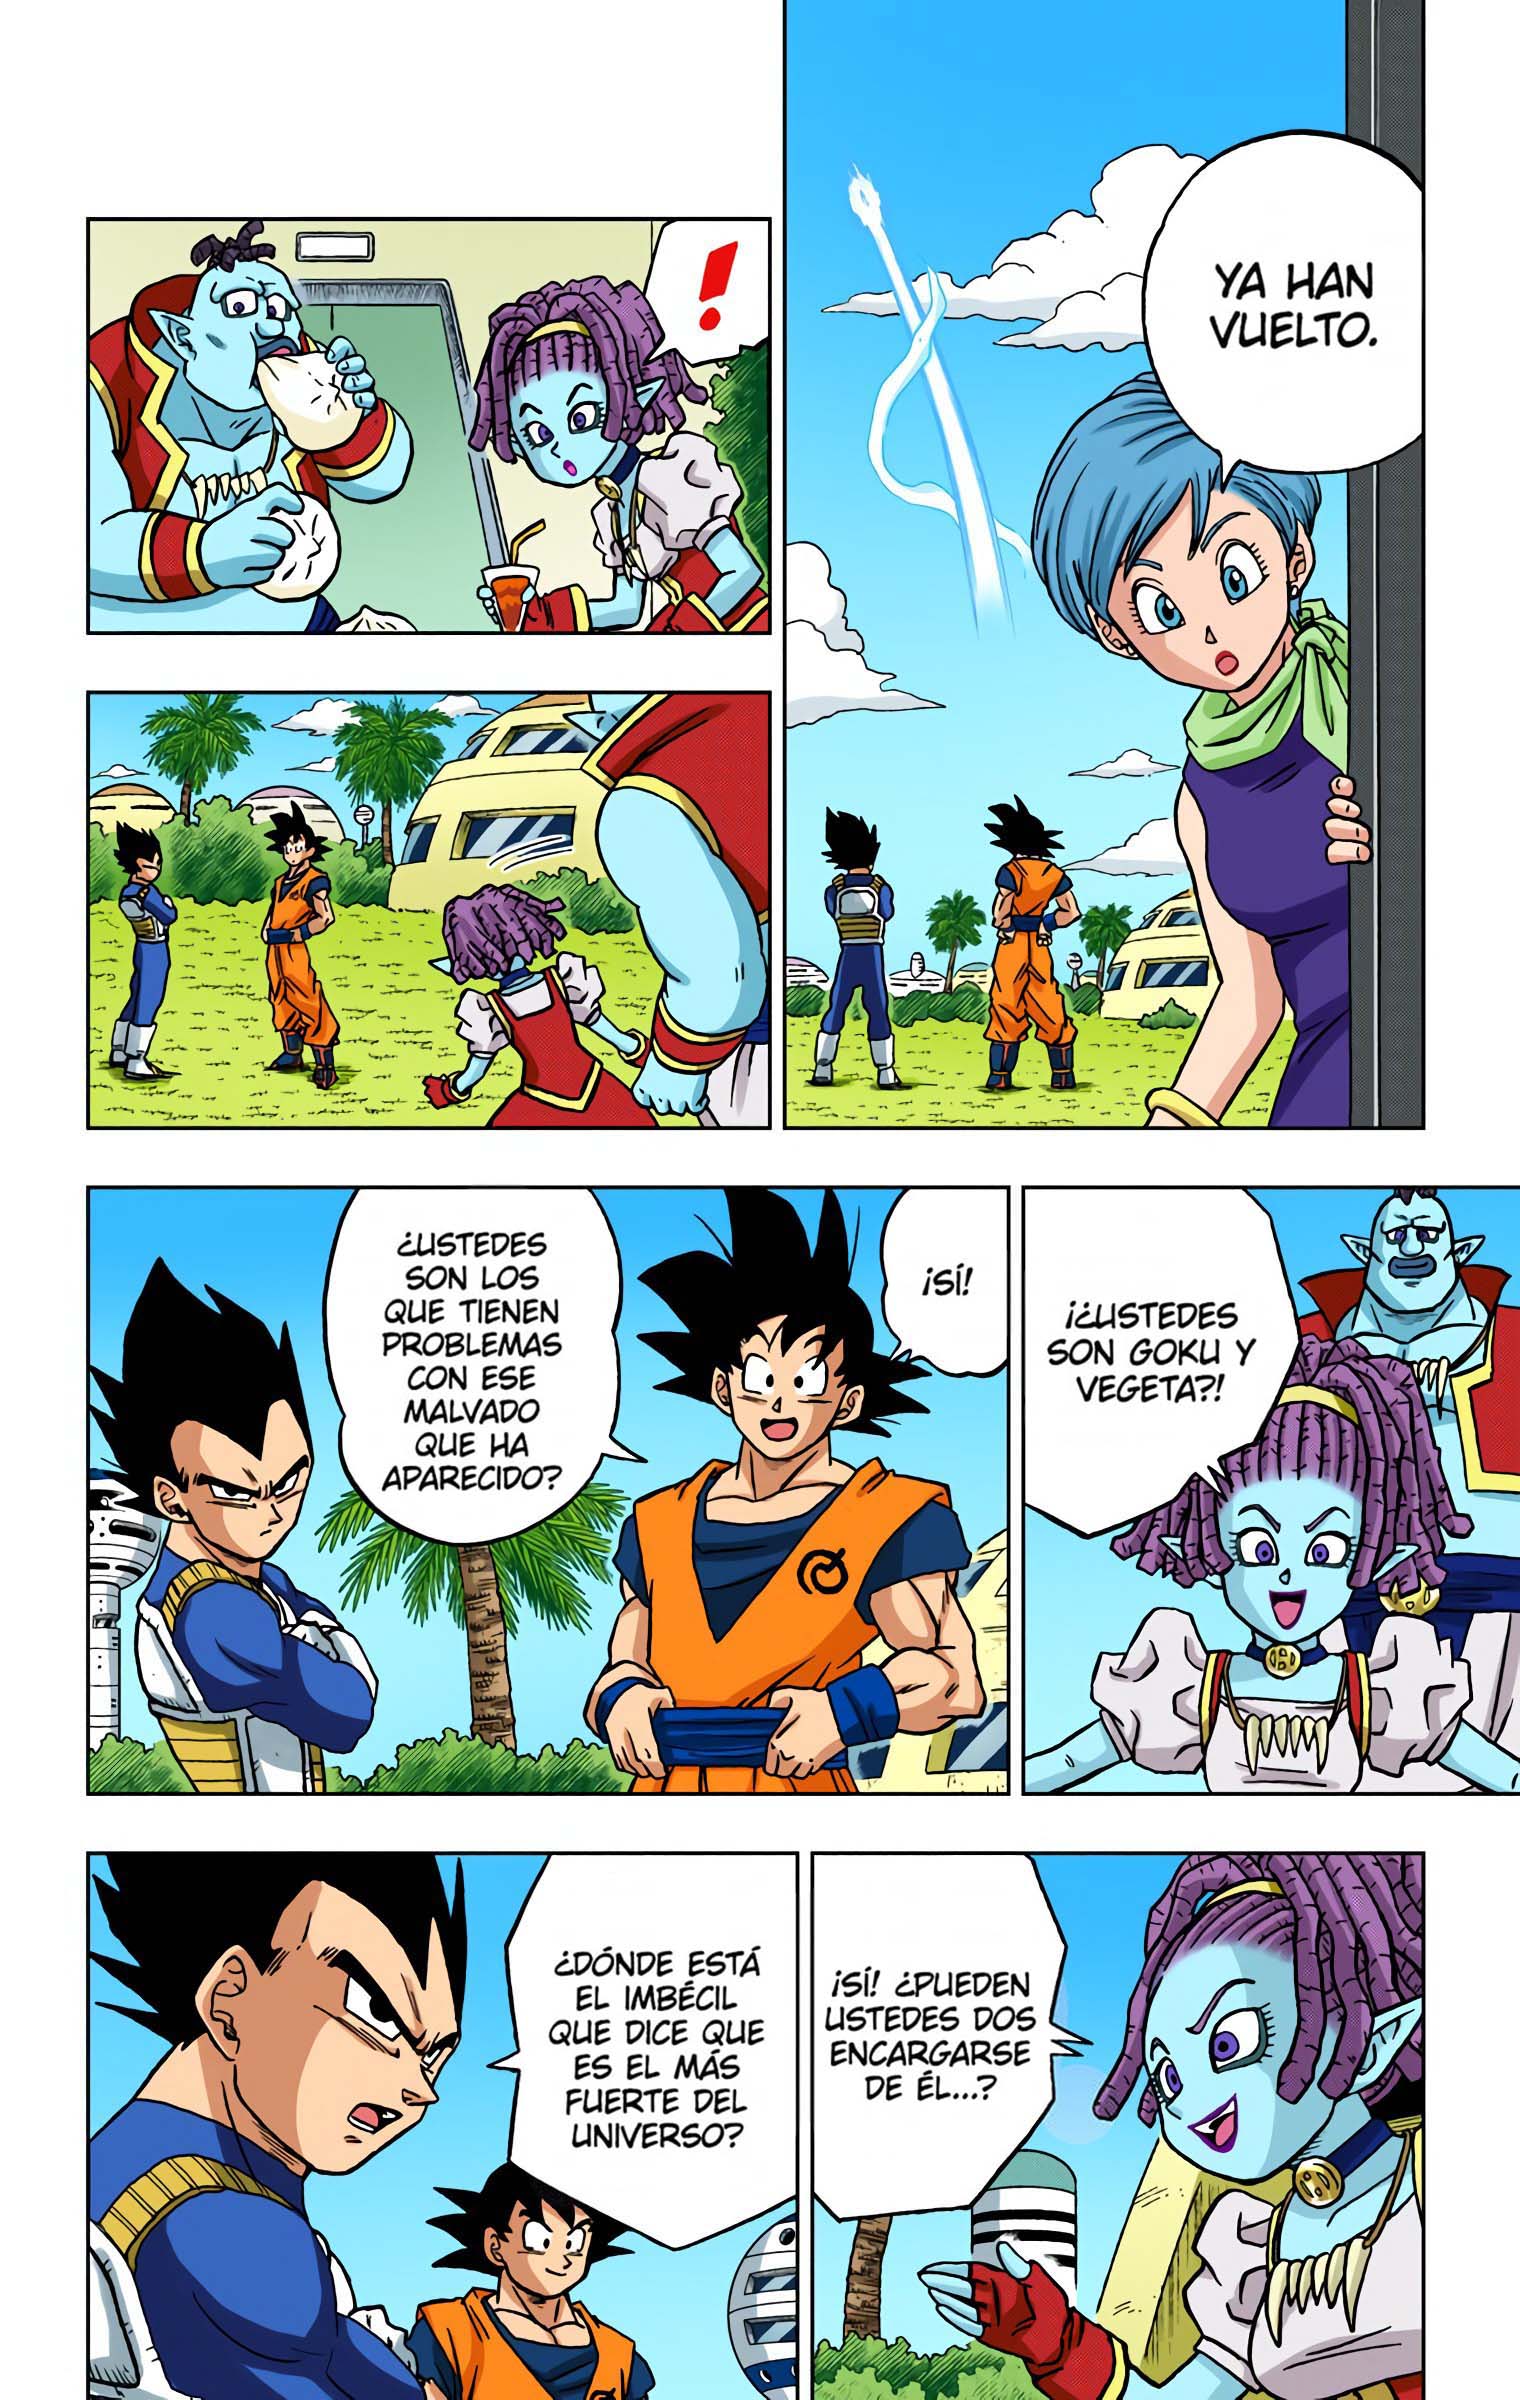 YA HAN
VUELTO.
!
¡¿USTEDES
SON GOKU Y
VEGETA?!
¡SÍ!
¿USTEDES
SON LOS
QUE TIENEN
PROBLEMAS
CON ESE
MALVADO
QUE HA
APARECIDO?
¡SÍ! ¿PUEDEN
USTEDES DOS
ENCARGARSE
DE ÉL...?
¿DÓNDE ESTÁ
EL IMBÉCIL
QUE DICE QUE
ES EL MÁS
FUERTE DEL
UNIVERSO?